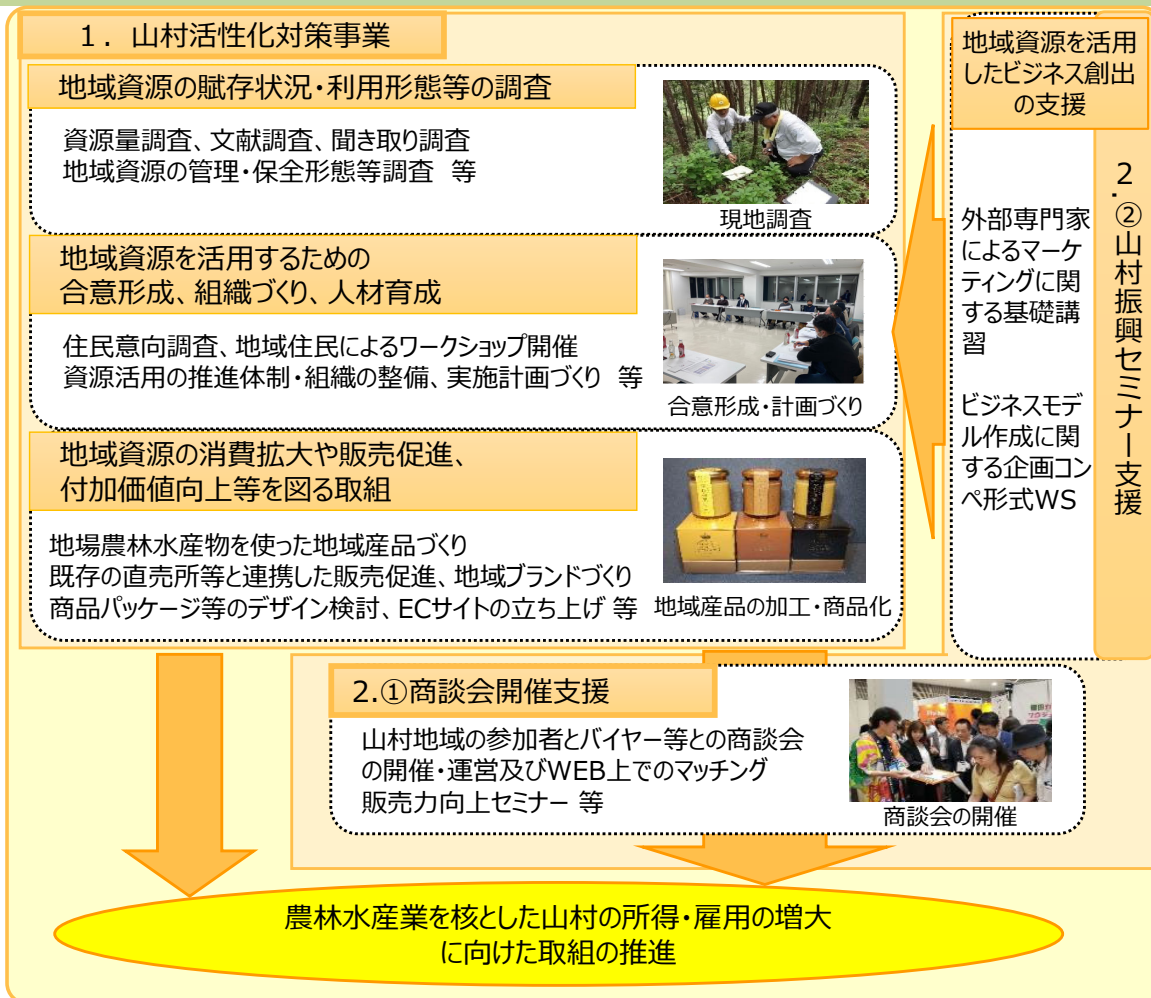 １．山村活性化対策事業
地域資源の賦存状況・利用形態等の調査
資源量調査、文献調査、聞き取り調査
地域資源の管理・保全形態等調査　等
現地調査
地域資源を活用するための
合意形成、組織づくり、人材育成
住民意向調査、地域住民によるワークショップ開催
資源活用の推進体制・組織の整備、実施計画づくり　等
合意形成・計画づくり
地域資源の消費拡大や販売促進、
付加価値向上等を図る取組
地場農林水産物を使った地域産品づくり
既存の直売所等と連携した販売促進、地域ブランドづくり
商品パッケージ等のデザイン検討、ECサイトの立ち上げ 等
地域産品の加工・商品化
地域資源を活用
したビジネス創出
の支援
2.②山村振興セミナー支援
外部専門家
によるマーケ
ティングに関
する基礎講
習
ビジネスモデ
ル作成に関
する企画コン
ペ形式WS
2.①商談会開催支援
山村地域の参加者とバイヤー等との商談会
の開催・運営及びWEB上でのマッチング
販売力向上セミナー 等
商談会の開催
農林水産業を核とした山村の所得・雇用の増大
に向けた取組の推進